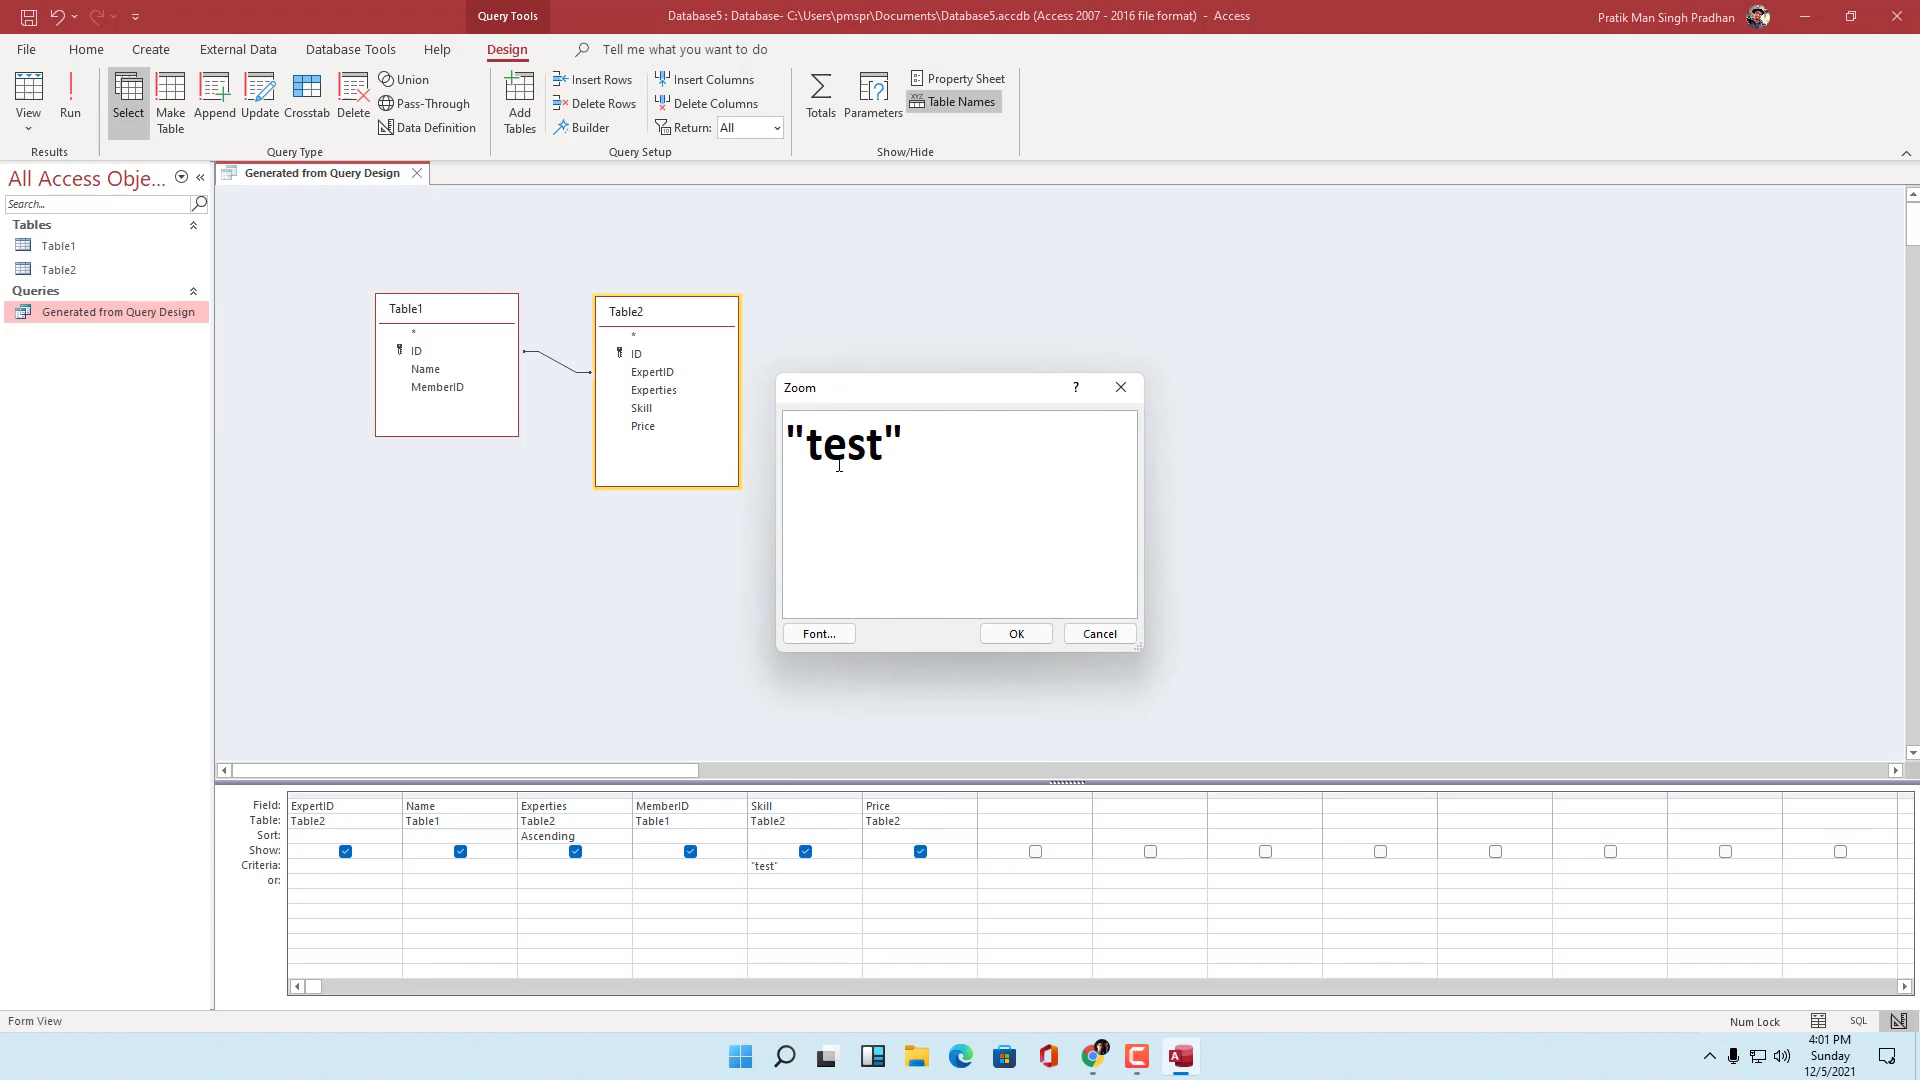 Query Tools
Database5 : Database- C:\Users\pmspr\Documents\Database5.accdb (Access 2007 - 2016 file format) - Access
Pratik Man Singh Pradhan
File Home Create External Data Database Tools Help Design Tell me what you want to do
View
Run
Select
Make Table
Append
Update
Crosstab
Delete
Union
Pass-Through
Data Definition
Add Tables
Insert Rows
Delete Rows
Builder
Insert Columns
Delete Columns
Return: All
Totals
Parameters
Property Sheet
Table Names
Results
Query Type
Query Setup
Show/Hide
All Access Obje...
Search...
Tables
Table1
Table2
Queries
Generated from Query Design
Generated from Query Design
Table1
*
ID
Name
MemberID
Table2
*
ID
ExpertID
Experties
Skill
Price
Zoom
?
"test"
Font...
OK
Cancel
Field: ExpertID Name Experties MemberID Skill Price
Table: Table2 Table1 Table2 Table1 Table2 Table2
Sort: Ascending
Show:
Criteria: "test"
or:
Form View
Num Lock
SQL
4:01 PM
Sunday
12/5/2021